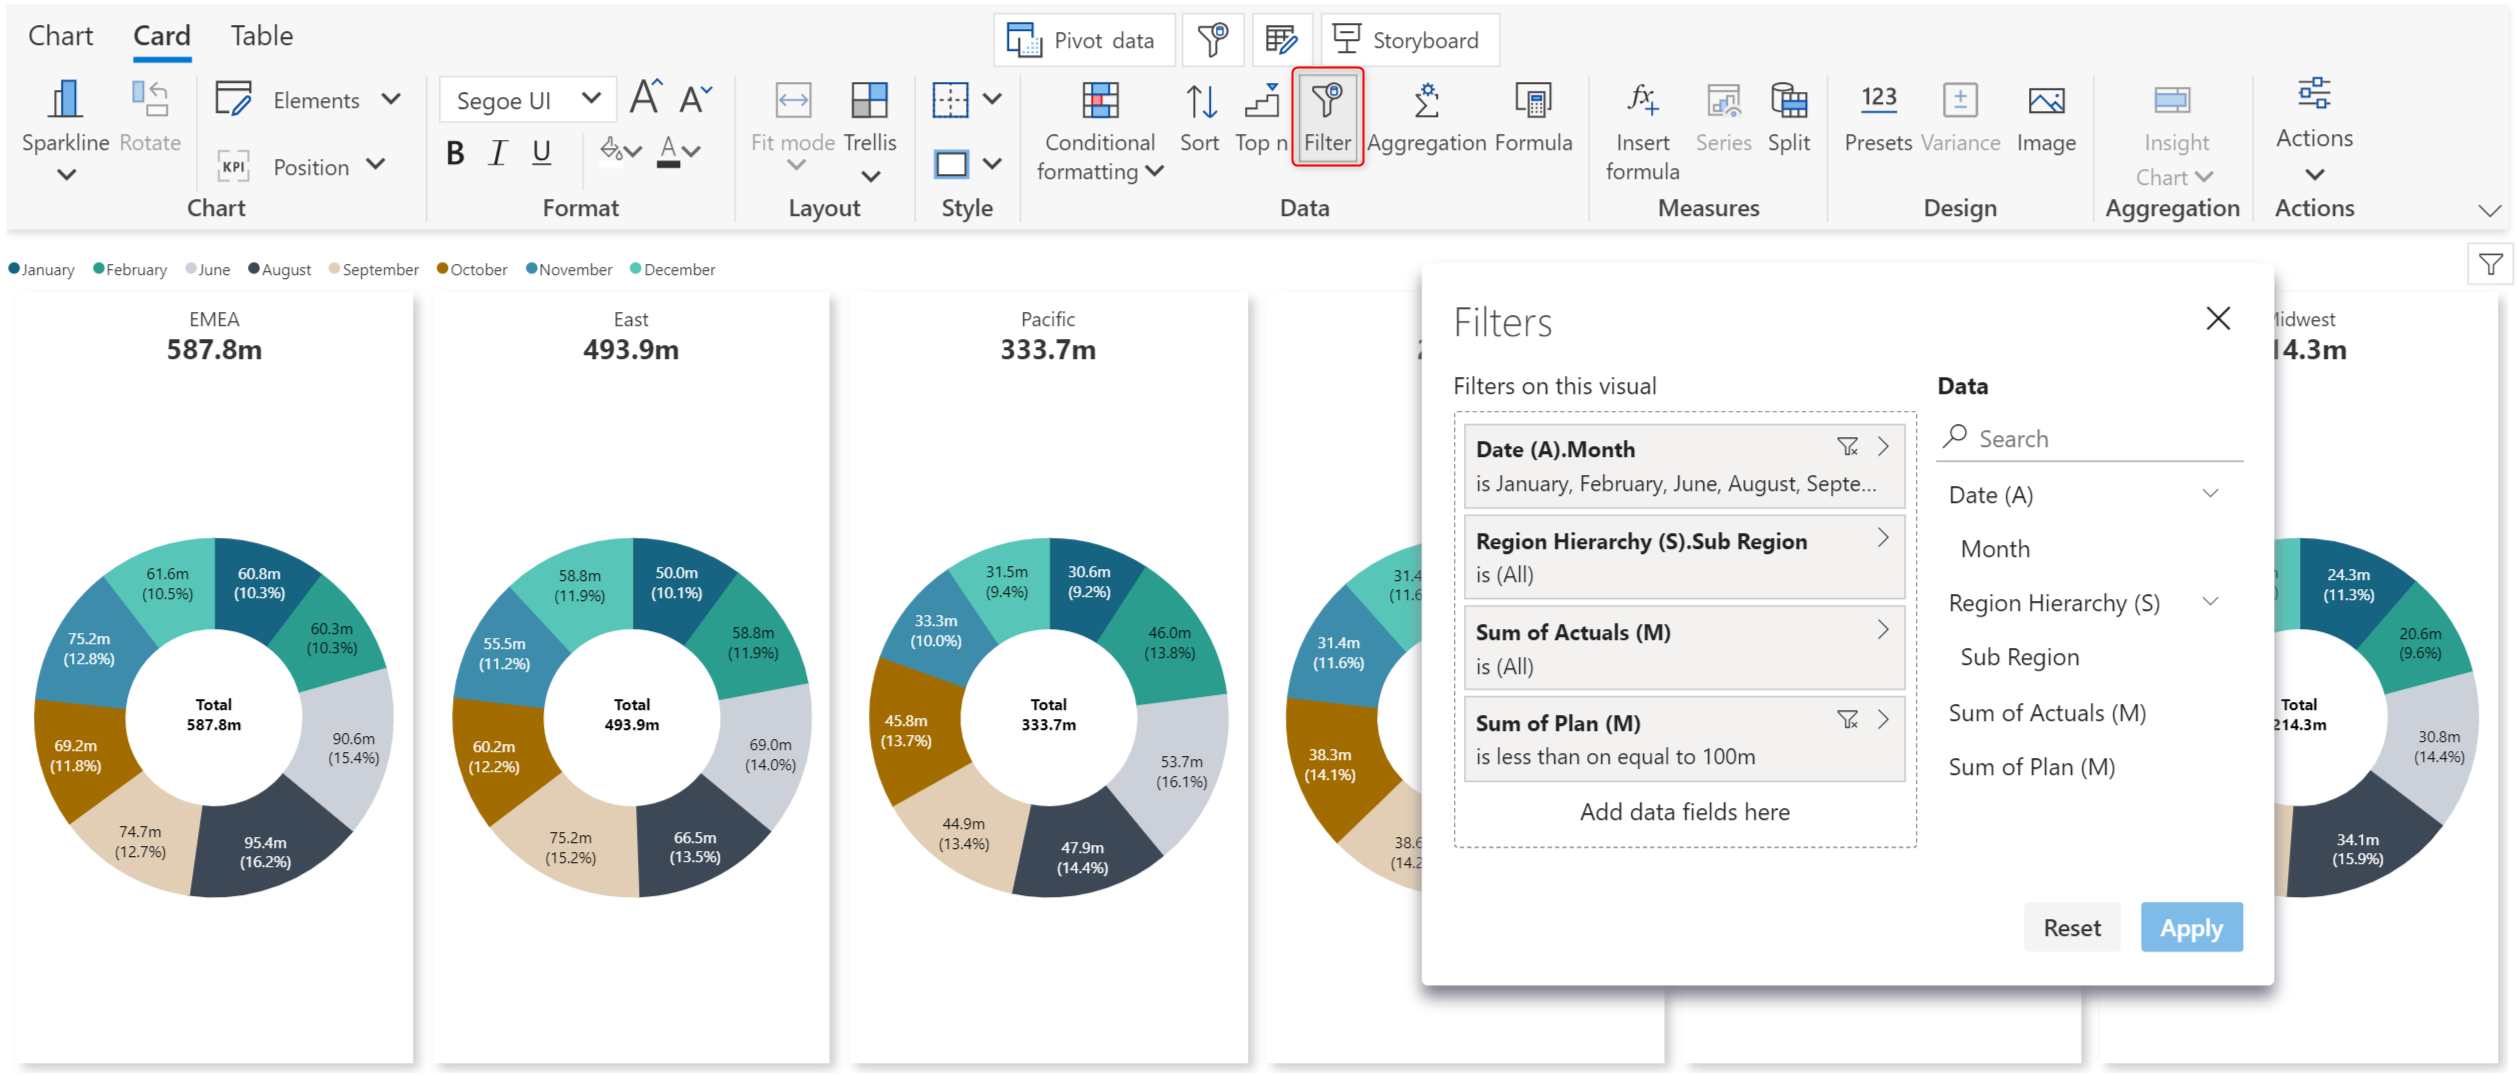 Chart Card Table
Pivot data Storyboard
Sparkline Rotate
Elements
KPI Position
Chart
Segoe UI A A
B I U A
Format
Fit mode Trellis
Layout
Style
Conditional formatting
Sort Top n Filter Aggregation Formula
Data
fx Insert formula
Series Split
Measures
123
Presets Variance Image
Design
Insight Chart
Aggregation
Actions
Actions
January February June August September October November December
EMEA
587.8m
60.8m
(10.3%)
60.3m
(10.3%)
90.6m
(15.4%)
95.4m
(16.2%)
74.7m
(12.7%)
69.2m
(11.8%)
75.2m
(12.8%)
61.6m
(10.5%)
Total
587.8m
East
493.9m
50.0m
(10.1%)
58.8m
(11.9%)
69.0m
(14.0%)
66.5m
(13.5%)
75.2m
(15.2%)
60.2m
(12.2%)
55.5m
(11.2%)
58.8m
(11.9%)
Total
493.9m
Pacific
333.7m
30.6m
(9.2%)
46.0m
(13.8%)
53.7m
(16.1%)
47.9m
(14.4%)
44.9m
(13.4%)
45.8m
(13.7%)
33.3m
(10.0%)
31.5m
(9.4%)
Total
333.7m
31.4
(11.6
31.4m
(11.6%)
38.3m
(14.1%)
38.6
(14.2
Filters
Filters on this visual
Date (A).Month
is January, February, June, August, Septe...
Region Hierarchy (S).Sub Region
is (All)
Sum of Actuals (M)
is (All)
Sum of Plan (M)
is less than on equal to 100m
Add data fields here
Data
Search
Date (A)
Month
Region Hierarchy (S)
Sub Region
Sum of Actuals (M)
Sum of Plan (M)
Reset Apply
idwest
14.3m
24.3m
(11.3%)
20.6m
(9.6%)
30.8m
(14.4%)
34.1m
(15.9%)
Total
214.3m